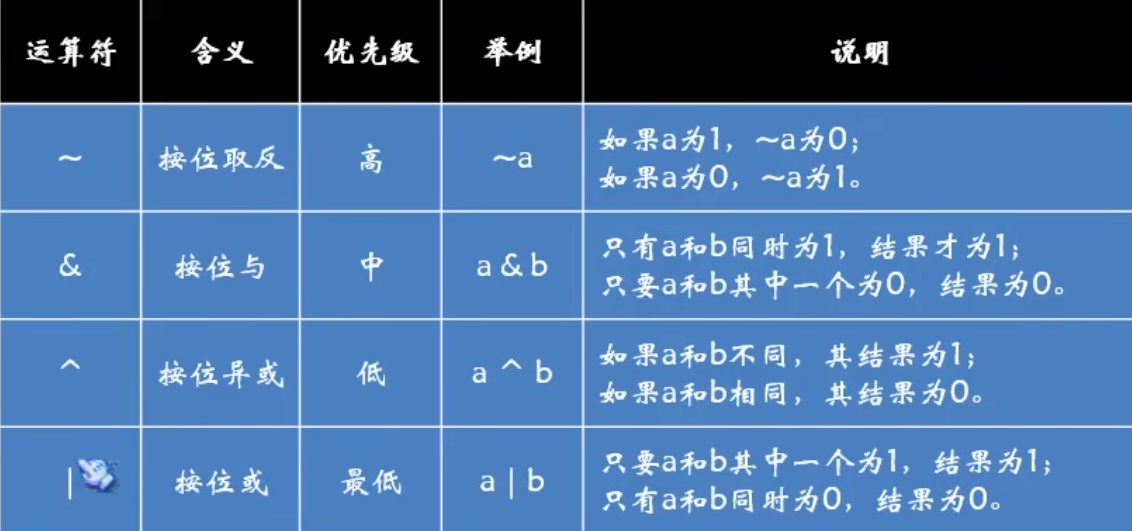 运算符 含义 优先级 举例 说明
~ 按位取反 高 ~a 如果a为1，~a为0；
如果a为0，~a为1。
& 按位与 中 a & b 只有a和b同时为1，结果才为1；
只要a和b其中一个为0，结果为0。
^ 按位异或 低 a ^ b 如果a和b不同，其结果为1；
如果a和b相同，其结果为0。
| 按位或 最低 a | b 只要a和b其中一个为1，结果为1；
只有a和b同时为0，结果为0。